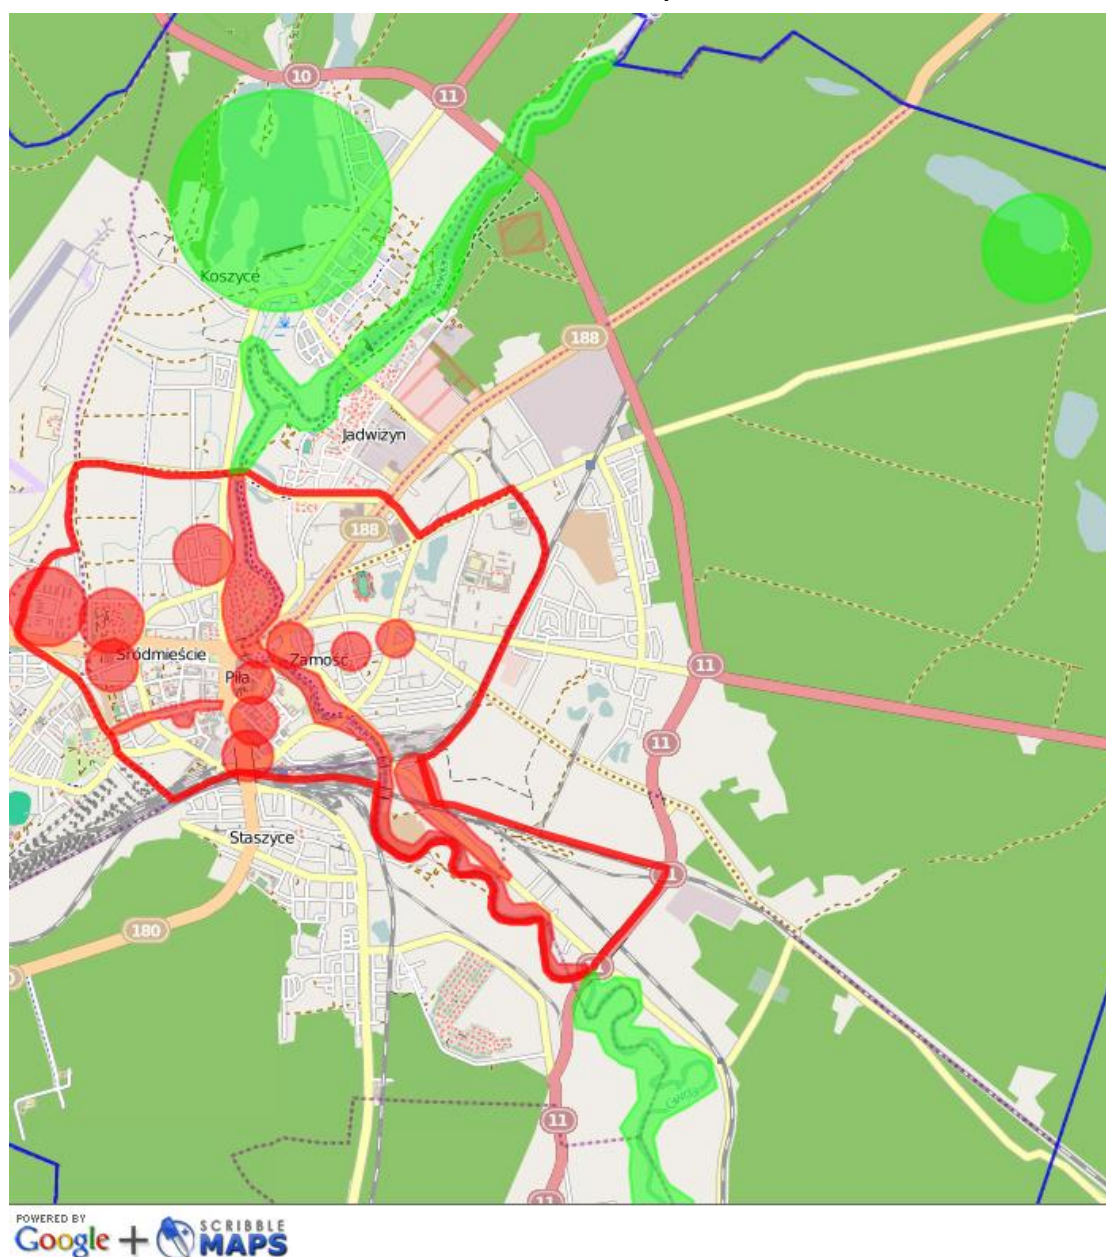 10
11
Koszyce
188
Jadwiżyn
188
Śródmieście
Zamość
11
Piła
11
Staszyce
180
Gwda
11
11
POWERED BY
Google + SCRIBBLE
MAPS